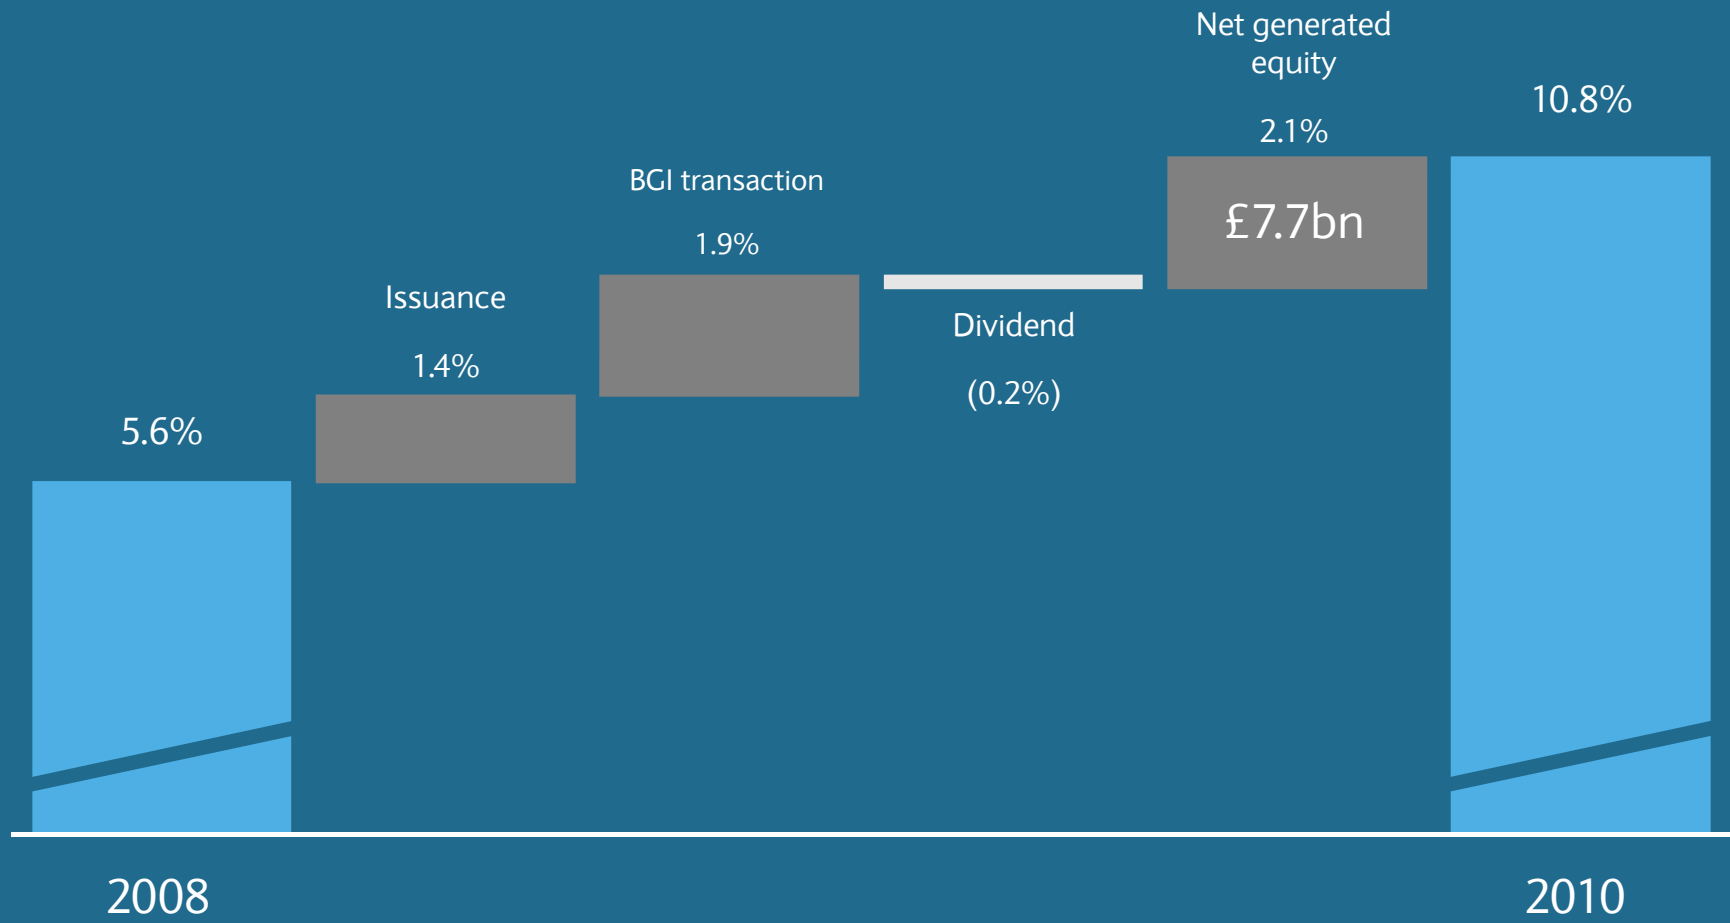 5.6%
Issuance
1.4%
BGI transaction
1.9%
Dividend
(0.2%)
Net generated
equity
2.1%
£7.7bn
10.8%
2008
2010